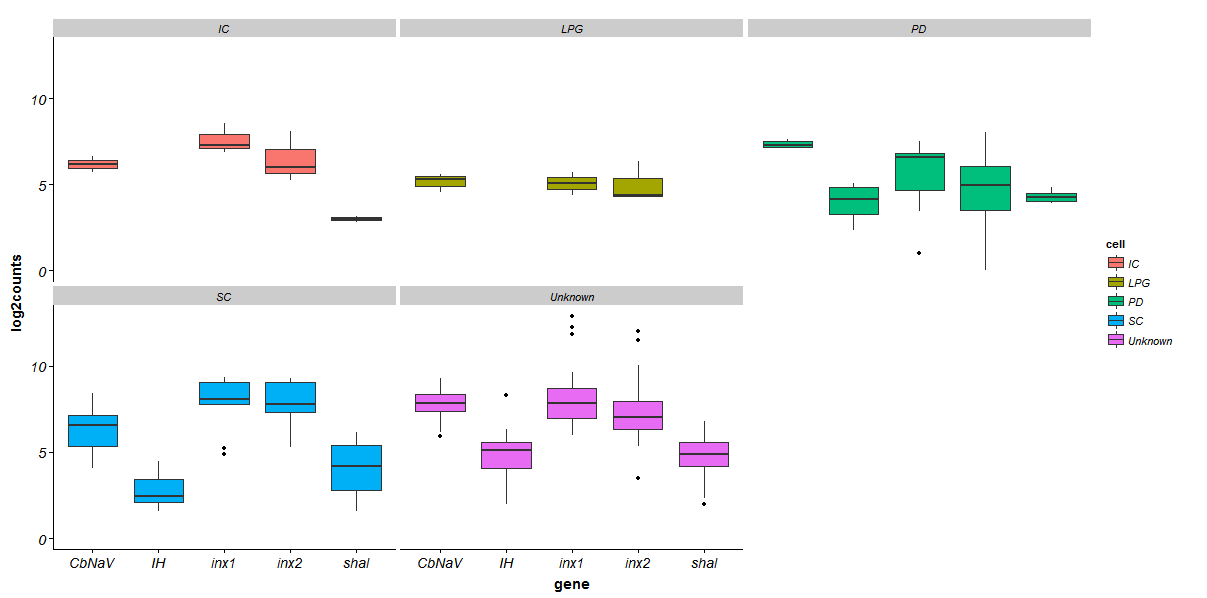 IC LPG PD
10
5
0
SC Unknown
10
5
0
CbNaV IH inx1 inx2 shal CbNaV IH inx1 inx2 shal
gene
log2counts
cell
IC
LPG
PD
SC
Unknown